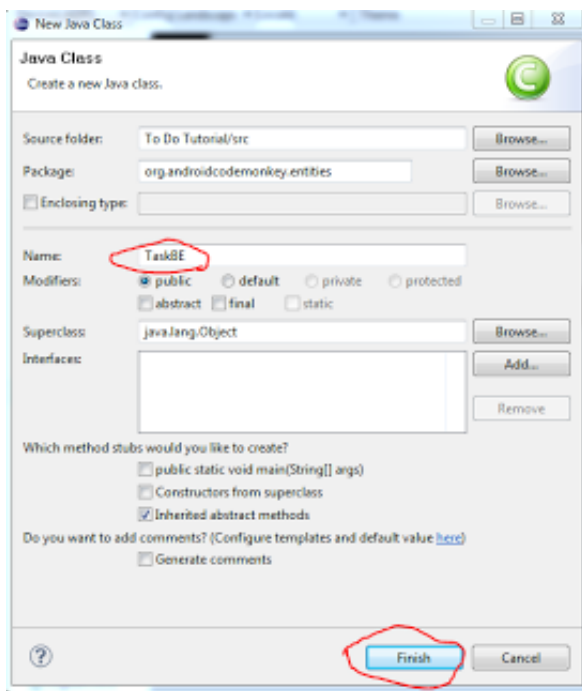 New Java Class
Java Class
Create a new Java class.
Source folder: To Do Tutorial/src Browse...
Package: org.androidcodemonkey.entities Browse...
Enclosing type: Browse...
Name: TaskBE
Modifiers: public default private protected
abstract final static
Superclass: java.lang.Object Browse...
Interfaces: Add...
Remove
Which method stubs would you like to create?
public static void main(String[] args)
Constructors from superclass
Inherited abstract methods
Do you want to add comments? (Configure templates and default value here)
Generate comments
? Finish Cancel